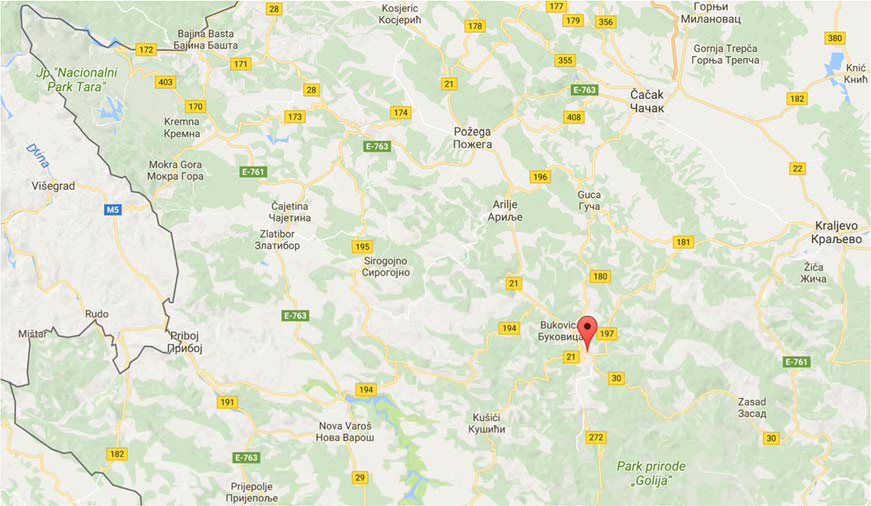 28
177
Kosjeric
Косјерић
178
179
356
Горњи
Милановац
Bajina Basta
Бајина Башта
172
171
380
Gornja Trepča
Горња Трепча
355
Jp "Nacionalni
Park Tara"
403
28
21
E-763
Knić
Кнић
Čačak
Чачак
182
170
173
174
408
Kremna
Кремна
Požega
Пожега
E-763
Mokra Gora
Мокра Гора
E-761
22
196
Višegrad
Guca
Гуча
M5
Čajetina
Чајетина
Arilje
Ариље
Kraljevo
Краљево
Zlatibor
Златибор
195
181
Sirogojno
Сирогојно
Žiča
Жича
180
21
Rudo
E-763
Mištar
Priboj
Прибој
194
Bukovica
Буковица
197
21
E-761
30
194
191
Zasad
Засад
Kušići
Кушићи
Nova Varoš
Нова Варош
272
30
182
E-763
29
Park prirode
„Golija"
Prijepolje
Пријепоље